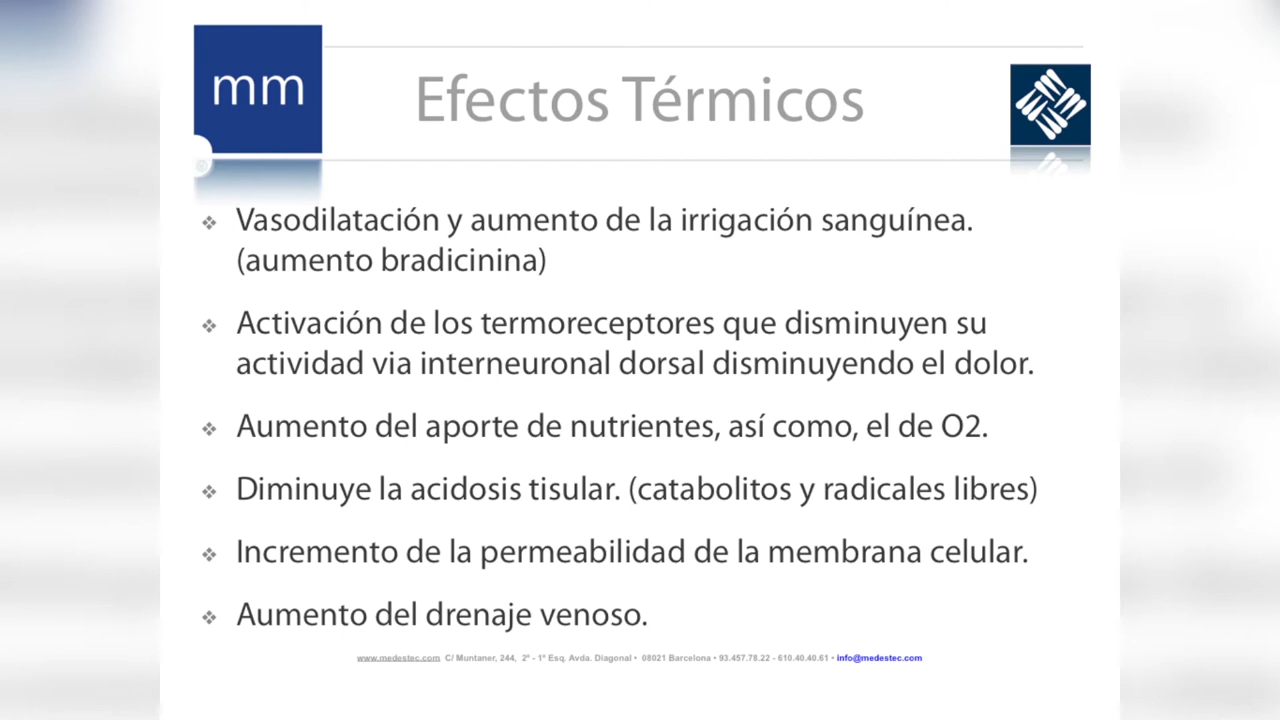 mm
Efectos Térmicos
Vasodilatación y aumento de la irrigación sanguínea.
(aumento bradicinina)
Activación de los termoreceptores que disminuyen su
actividad via interneuronal dorsal disminuyendo el dolor.
Aumento del aporte de nutrientes, así como, el de O2.
Diminuye la acidosis tisular. (catabolitos y radicales libres)
Incremento de la permeabilidad de la membrana celular.
Aumento del drenaje venoso.
www.medestec.com C/ Muntaner, 244, 2º - 1º Esq. Avda. Diagonal • 08021 Barcelona • 93.457.78.22 - 610.40.40.61 • info@medestec.com